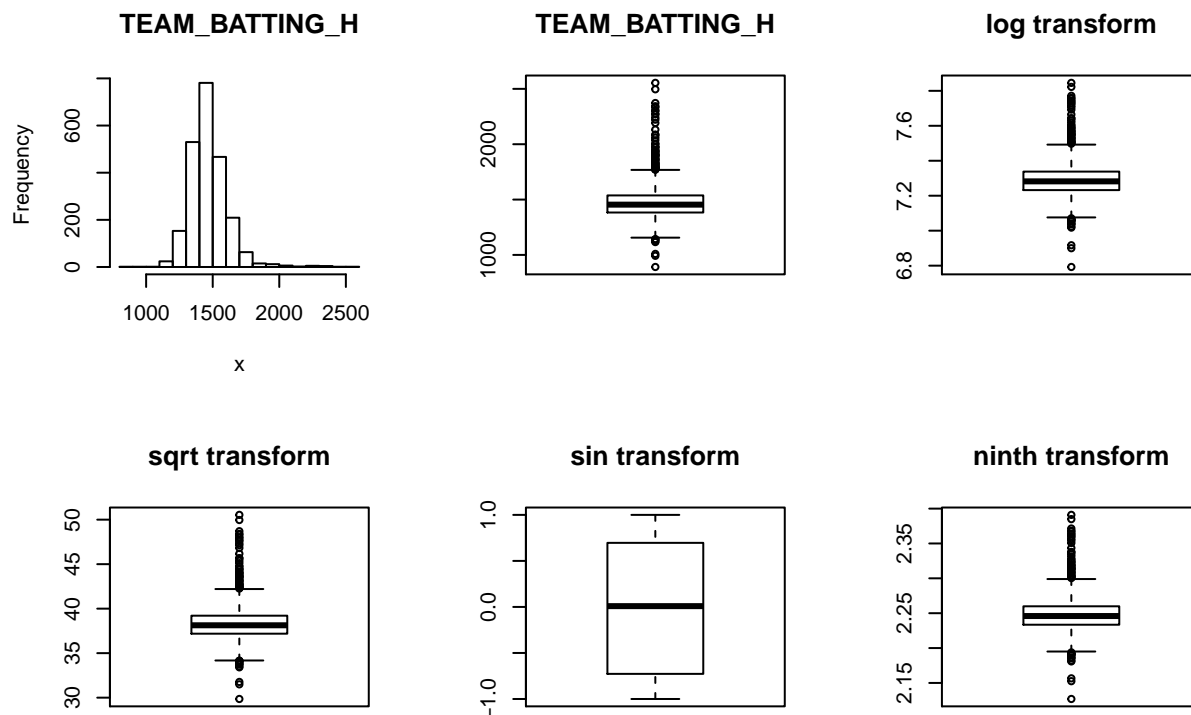 TEAM_BATTING_H
Frequency
600
200
0
1000 1500 2000 2500
x
TEAM_BATTING_H
2000
1000
log transform
7.6
7.2
6.8
sqrt transform
50
45
40
35
30
sin transform
1.0
0.0
−1.0
ninth transform
2.35
2.25
2.15